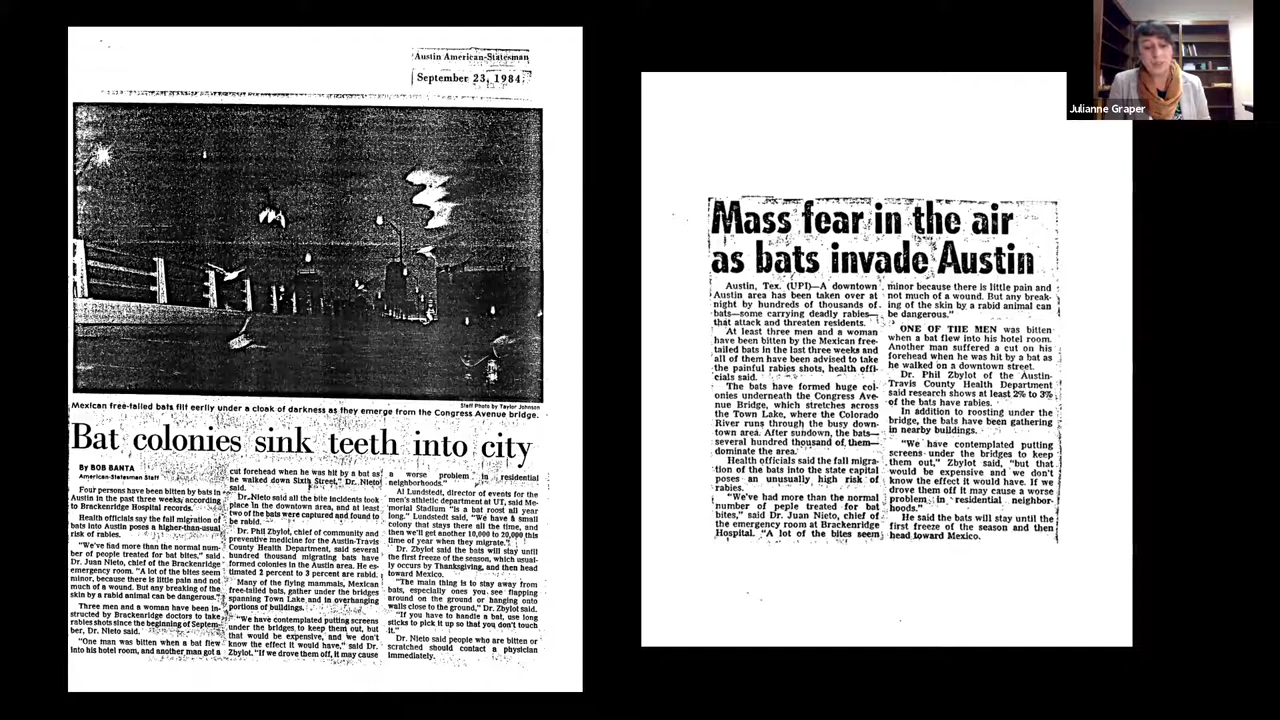 Austin American-Statesman
September 23, 1984
Staff Photo by Taylor Johnson
Mexican free-tailed bats flit eerily under a cloak of darkness as they emerge from the Congress Avenue bridge.
Bat colonies sink teeth into city
By BOB BANTA
American-Statesman Staff
Four persons have been bitten by bats in
Austin in the past three weeks, according
to Brackenridge Hospital records.
Health officials say the fall migration of
bats into Austin poses a higher-than-usual
risk of rabies.
"We've had more than the normal num-
ber of people treated for bat bites," said
Dr. Juan Nieto, chief of the Brackenridge
emergency room. "A lot of the bites seem
minor, because there is little pain and not
much of a wound. But any breaking of the
skin by a rabid animal can be dangerous."
Three men and a woman have been in-
structed by Brackenridge doctors to take
rabies shots since the beginning of Septem-
ber, Dr. Nieto said.
"One man was bitten when a bat flew
into his hotel room, and another man got a
cut forehead when he was hit by a bat as
he walked down Sixth Street," Dr. Nieto
said.
Dr. Nieto said all the bite incidents took
place in the downtown area, and at least
two of the bats were captured and found to
be rabid.
Dr. Phil Zbylot, chief of community and
preventive medicine for the Austin-Travis
County Health Department, said several
hundred thousand migrating bats have
formed colonies in the Austin area. He es-
timated 2 percent to 3 percent are rabid.
Many of the flying mammals, Mexican
free-tailed bats, gather under the bridges
spanning Town Lake and in overhanging
portions of buildings.
"We have contemplated putting screens
under the bridges to keep them out, but
that would be expensive, and we don't
know the effect it would have," said Dr.
Zbylot. "If we drove them off, it may cause
a worse problem in residential
neighborhoods."
Al Lundstedt, director of events for the
men's athletic department at UT, said Me-
morial Stadium "is a bat roost all year
long." Lundstedt said, "We have a small
colony that stays there all the time, and
then we'll get another 10,000 to 20,000 this
time of year when they migrate."
Dr. Zbylot said the bats will stay until
the first freeze of the season, which usual-
ly occurs by Thanksgiving, and then head
toward Mexico.
"The main thing is to stay away from
bats, especially ones you see flapping
around on the ground or hanging onto
walls close to the ground," Dr. Zbylot said.
"If you have to handle a bat, use long
sticks to pick it up so that you don't touch
it."
Dr. Nieto said people who are bitten or
scratched should contact a physician
immediately.
Mass fear in the air
as bats invade Austin
Austin, Tex. (UPI)—A downtown
Austin area has been taken over at
night by hundreds of thousands of
bats—some carrying deadly rabies—
that attack and threaten residents.
At least three men and a woman
have been bitten by the Mexican free-
tailed bats in the last three weeks and
all of them have been advised to take
the painful rabies shots, health offi-
cials said.
The bats have formed huge col-
onies underneath the Congress Ave-
nue Bridge, which stretches across
the Town Lake, where the Colorado
River runs through the busy down-
town area. After sundown, the bats—
several hundred thousand of them—
dominate the area.
Health officials said the fall migra-
tion of the bats into the state capital
poses an unusually high risk of
rabies.
"We've had more than the normal
number of peple treated for bat
bites," said Dr. Juan Nieto, chief of
the emergency room at Brackenridge
Hospital. "A lot of the bites seem
minor because there is little pain and
not much of a wound. But any break-
ing of the skin by a rabid animal can
be dangerous."
ONE OF THE MEN was bitten
when a bat flew into his hotel room.
Another man suffered a cut on his
forehead when he was hit by a bat as
he walked on a downtown street.
Dr. Phil Zbylot of the Austin-
Travis County Health Department
said research shows at least 2% to 3%
of the bats have rabies.
In addition to roosting under the
bridge, the bats have been gathering
in nearby buildings.
"We have contemplated putting
screens under the bridges to keep
them out," Zbylot said, "but that
would be expensive and we don't
know the effect it would have. If we
drove them off it may cause a worse
problem in residential neighbor-
hoods."
He said the bats will stay until the
first freeze of the season and then
head toward Mexico.
Julianne Graper